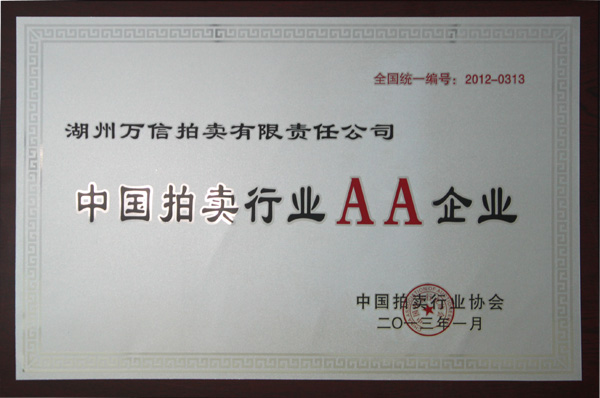 全国统一编号：2012-0313
湖州万信拍卖有限责任公司
中国拍卖行业AA企业
中国拍卖行业协会
二〇一三年一月